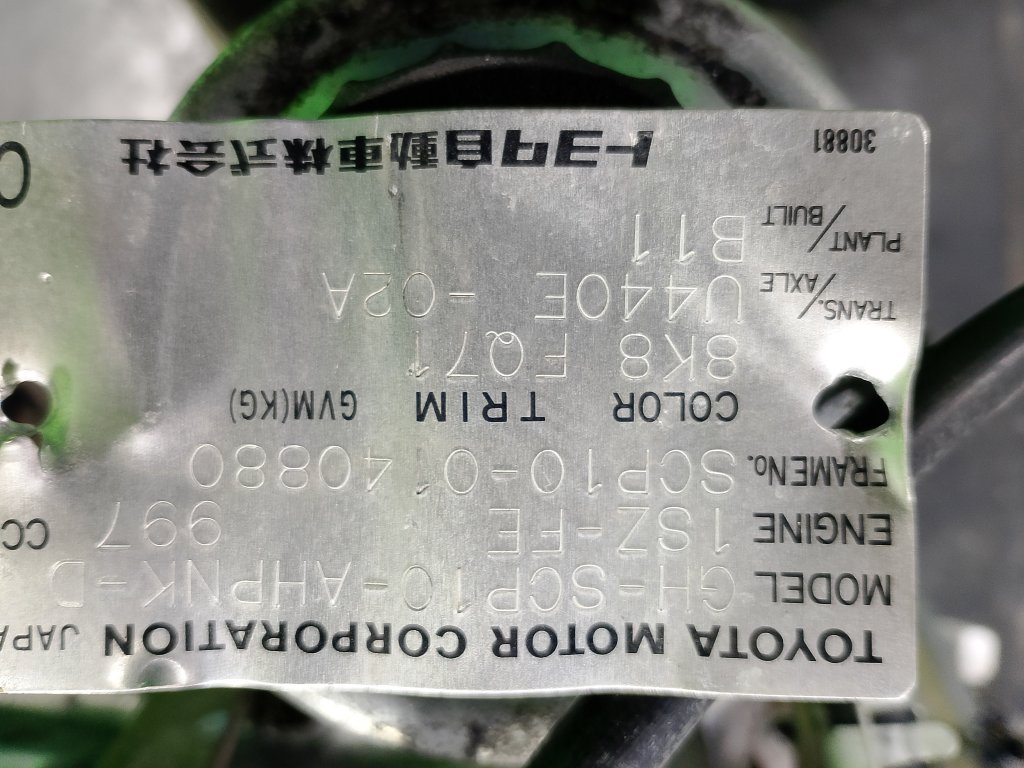 TOYOTA MOTOR CORPORATION JAPA
MODEL GH-SCP10-AHPNK-D
ENGINE 1SZ-FE 997 CC
FRAME No. SCP10-0140880
COLOR TRIM GVM(KG)
8K8 FQ71
TRANS./AXLE U440E -02A
PLANT/BUILT B11
トヨタ自動車株式会社 30881